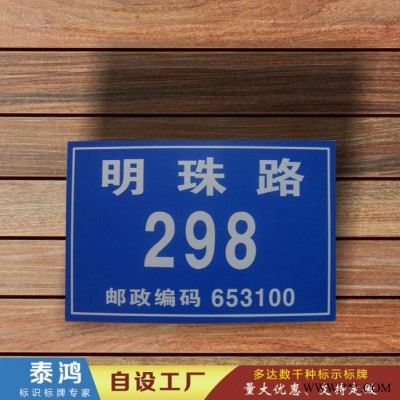 明珠路
298
邮政编码 653100
泰鸿
标识标牌专家
自设工厂
多达数千种标示标牌
量大优惠，支持定做